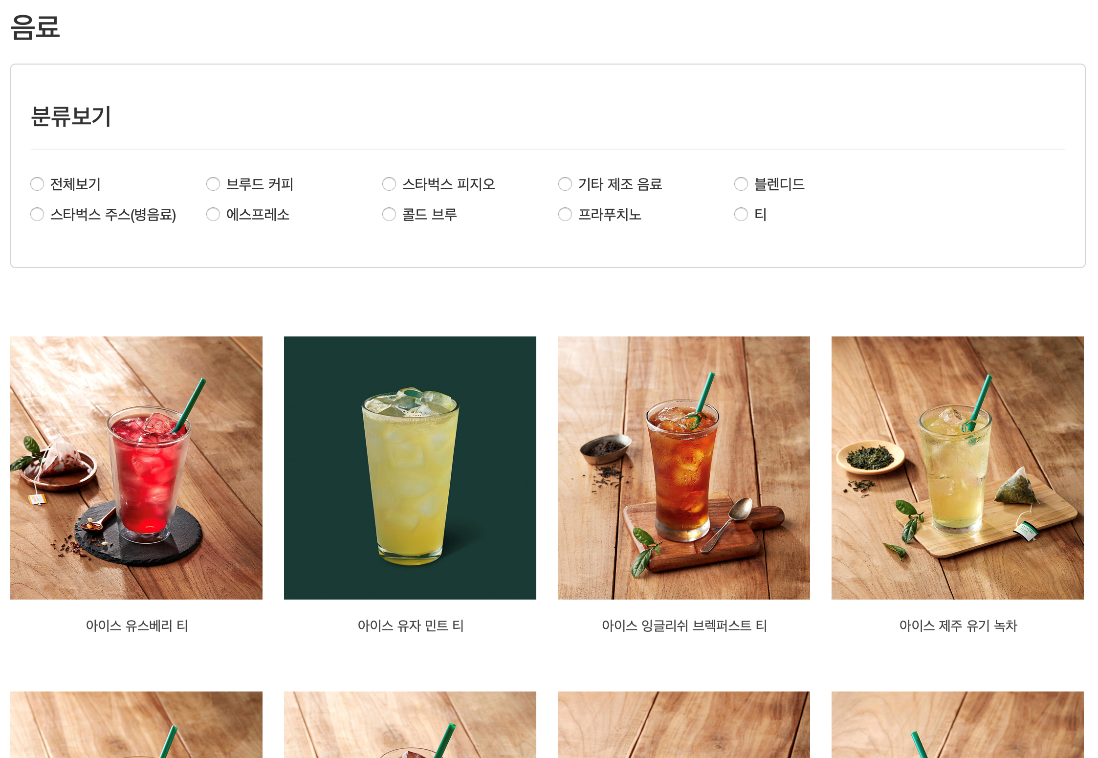 음료
분류보기
전체보기 브루드 커피 스타벅스 피지오 기타 제조 음료 블렌디드
스타벅스 주스(병음료) 에스프레소 콜드 브루 프라푸치노 티
아이스 유스베리 티 아이스 유자 민트 티 아이스 잉글리쉬 브렉퍼스트 티 아이스 제주 유기 녹차